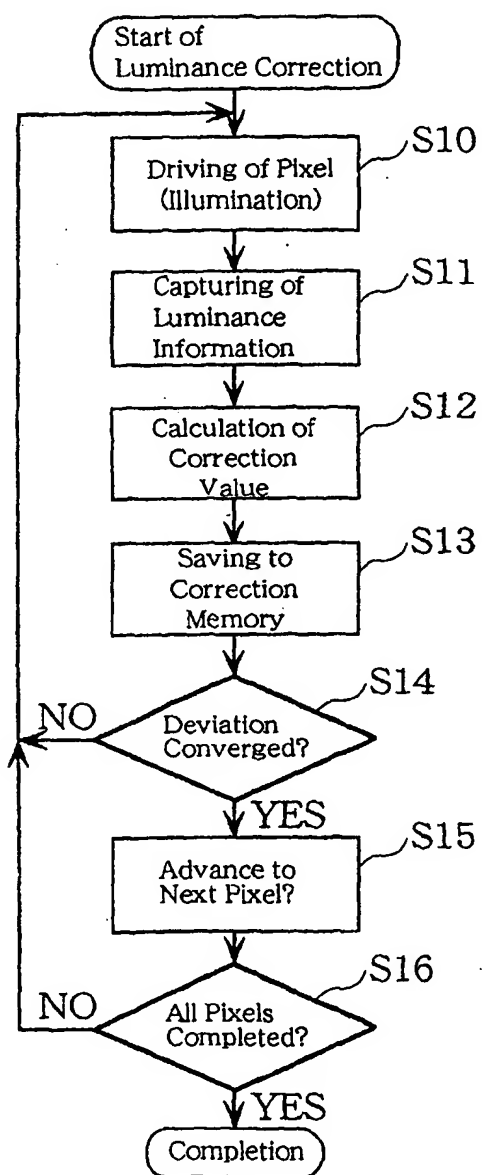 Start of
Luminance Correction
S10
Driving of Pixel
(Illumination)
S11
Capturing of
Luminance
Information
S12
Calculation of
Correction
Value
S13
Saving to
Correction
Memory
S14
NO
Deviation
Converged?
YES
S15
Advance to
Next Pixel?
S16
NO
All Pixels
Completed?
YES
Completion